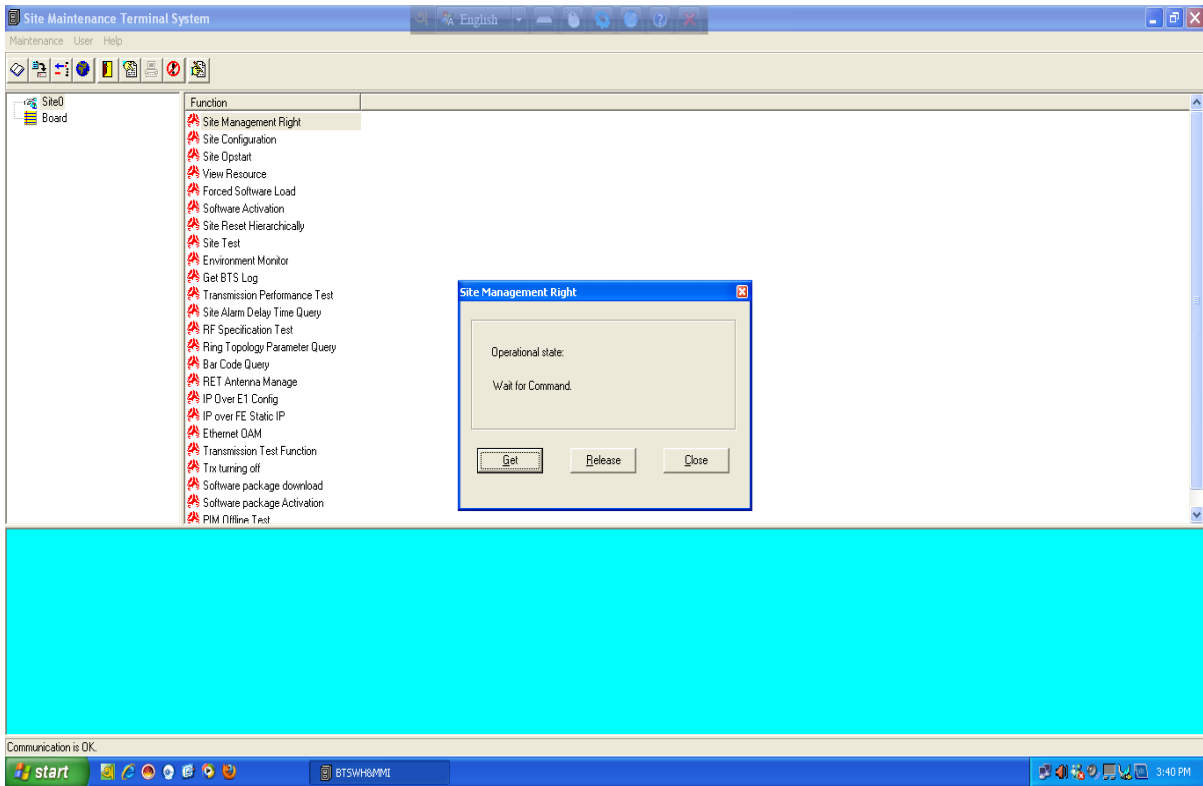 Site Maintenance Terminal System
English
Maintenance User Help
Site0
Board
Function
Site Management Right
Site Configuration
Site Opstart
View Resource
Forced Software Load
Software Activation
Site Reset Hierarchically
Site Test
Environment Monitor
Get BTS Log
Transmission Performance Test
Site Alarm Delay Time Query
RF Specification Test
Ring Topology Parameter Query
Bar Code Query
RET Antenna Manage
IP Over E1 Config
IP over FE Static IP
Ethernet OAM
Transmission Test Function
Trx turning off
Software package download
Software package Activation
PIM Offline Test
Site Management Right
Operational state:
Wait for Command.
Get Release Close
Communication is OK.
start
BTSWH&MMI
3:40 PM